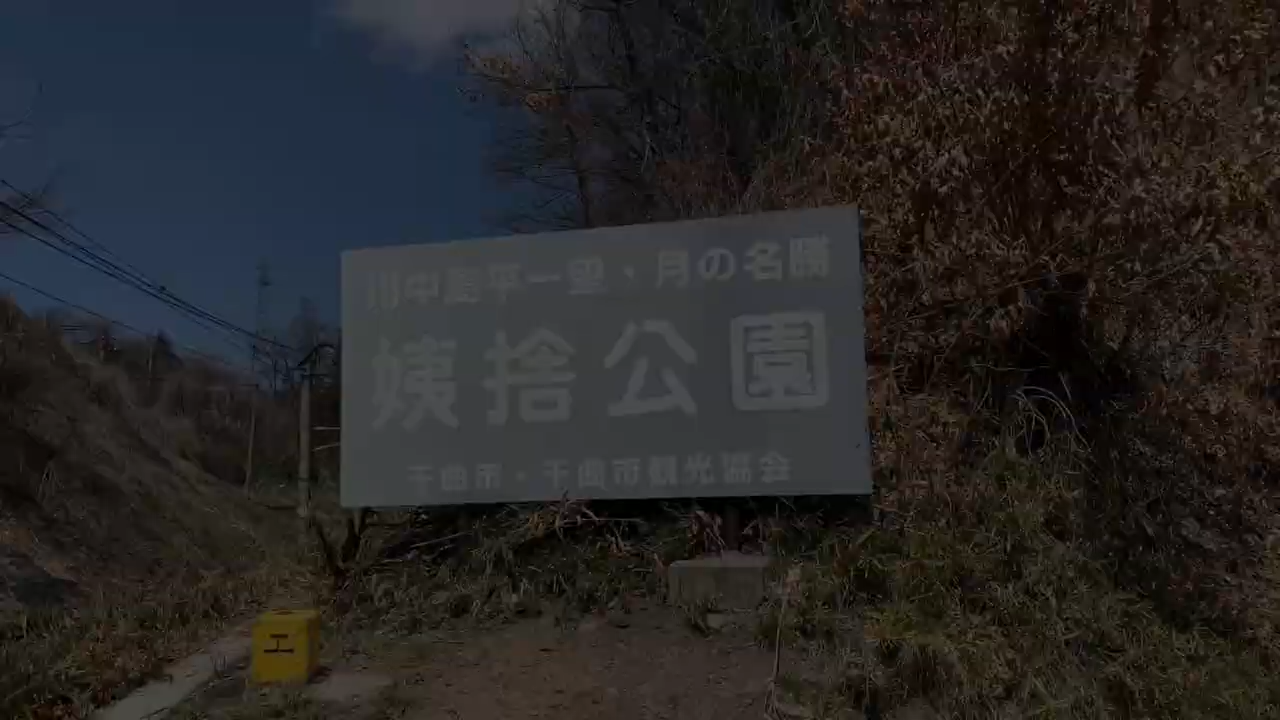 川中島平一望・月の名勝
姨捨公園
千曲市・千曲市観光協会
工